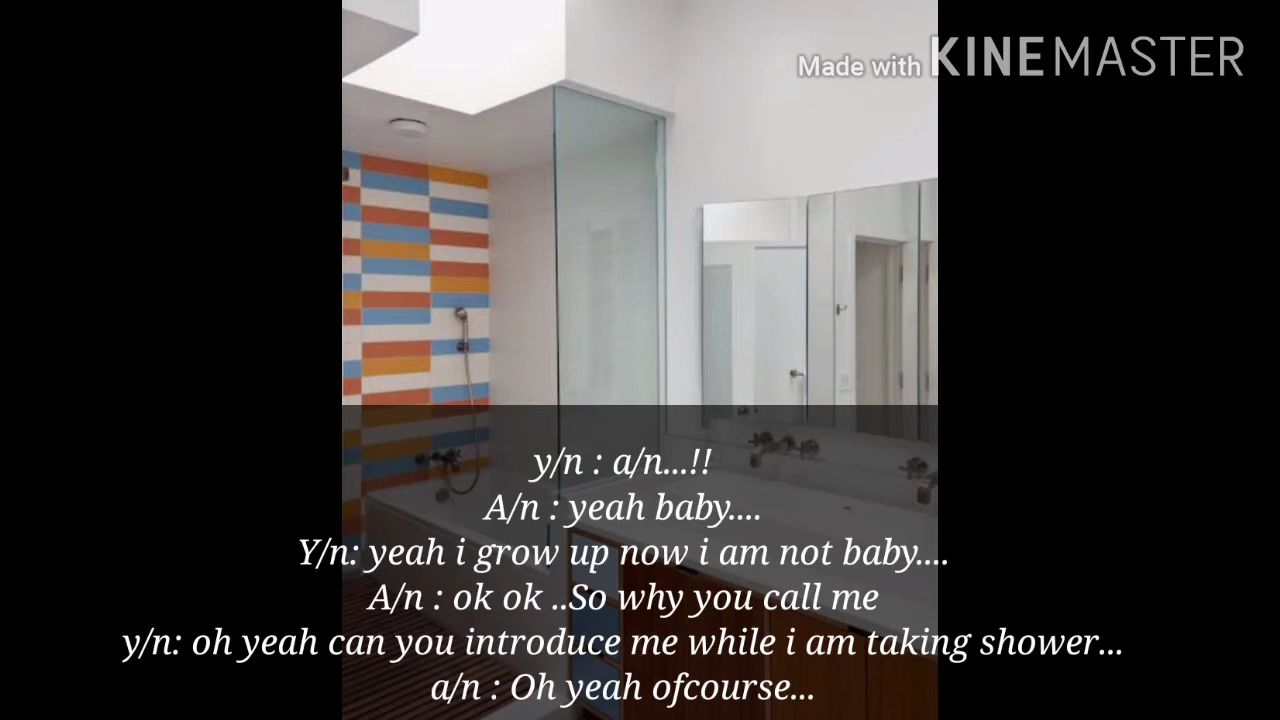 Made with KINEMASTER
y/n : a/n...!!
A/n : yeah baby....
Y/n: yeah i grow up now i am not baby....
A/n : ok ok ..So why you call me
y/n: oh yeah can you introduce me while i am taking shower...
a/n : Oh yeah ofcourse...